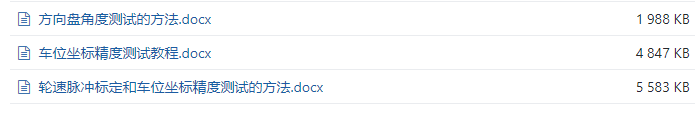 方向盘角度测试的方法.docx 1 988 KB
车位坐标精度测试教程.docx 4 847 KB
轮速脉冲标定和车位坐标精度测试的方法.docx 5 583 KB